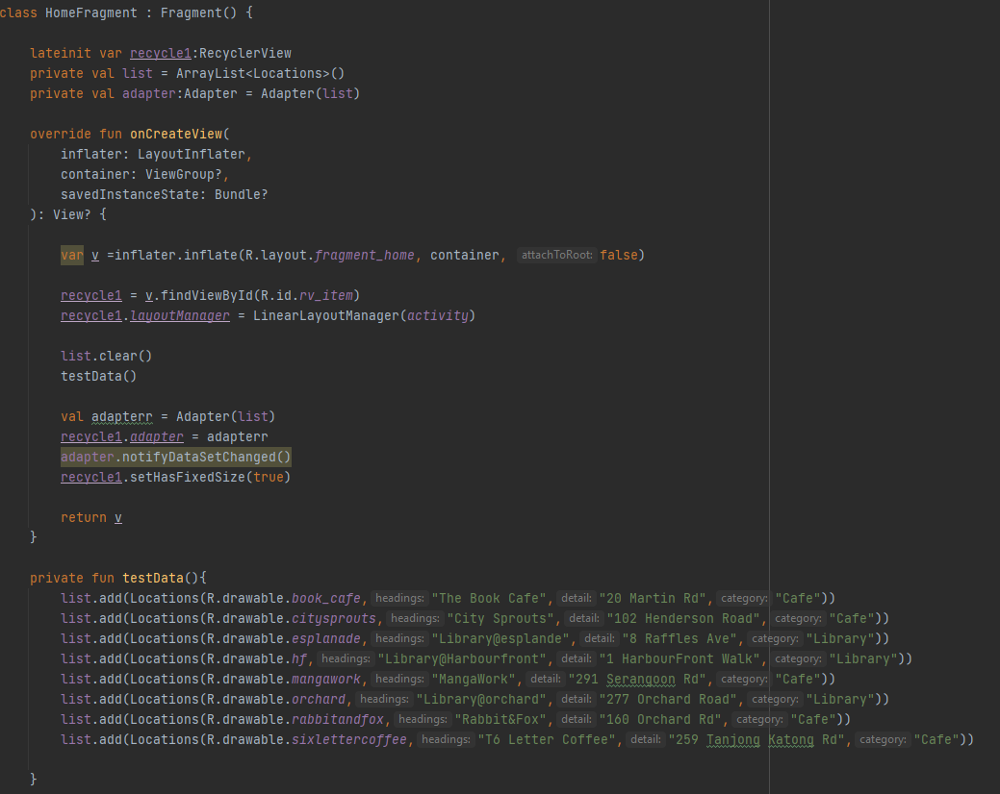 class HomeFragment : Fragment() {
lateinit var recycle1:RecyclerView
private val list = ArrayList<Locations>()
private val adapter:Adapter = Adapter(list)
override fun onCreateView(
inflater: LayoutInflater,
container: ViewGroup?,
savedInstanceState: Bundle?
): View? {
var v =inflater.inflate(R.layout.fragment_home, container, attachToRoot: false)
recycle1 = v.findViewById(R.id.rv_item)
recycle1.layoutManager = LinearLayoutManager(activity)
list.clear()
testData()
val adapterr = Adapter(list)
recycle1.adapter = adapterr
adapter.notifyDataSetChanged()
recycle1.setHasFixedSize(true)
return v
}
private fun testData(){
list.add(Locations(R.drawable.book_cafe, headings: "The Book Cafe", detail: "20 Martin Rd", category: "Cafe"))
list.add(Locations(R.drawable.citysprouts, headings: "City Sprouts", detail: "102 Henderson Road", category: "Cafe"))
list.add(Locations(R.drawable.esplanade, headings: "Library@esplande", detail: "8 Raffles Ave", category: "Library"))
list.add(Locations(R.drawable.hf, headings: "Library@Harbourfront", detail: "1 HarbourFront Walk", category: "Library"))
list.add(Locations(R.drawable.mangawork, headings: "MangaWork", detail: "291 Serangoon Rd", category: "Cafe"))
list.add(Locations(R.drawable.orchard, headings: "Library@orchard", detail: "277 Orchard Road", category: "Library"))
list.add(Locations(R.drawable.rabbitandfox, headings: "Rabbit&Fox", detail: "160 Orchard Rd", category: "Cafe"))
list.add(Locations(R.drawable.sixlettercoffee, headings: "T6 Letter Coffee", detail: "259 Tanjong Katong Rd", category: "Cafe"))
}